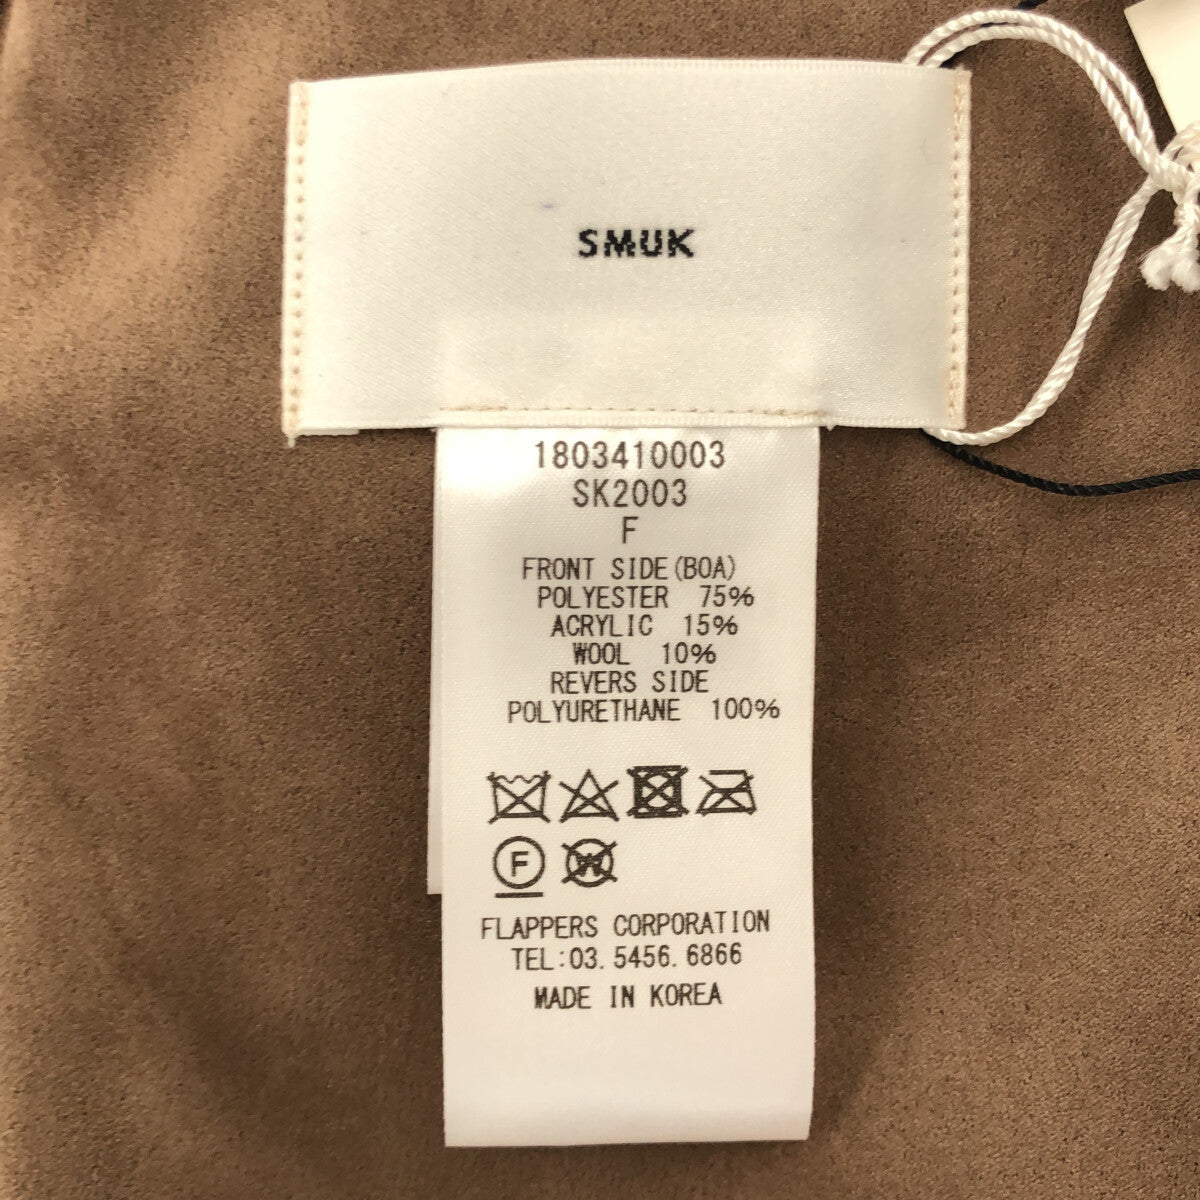 SMUK
1803410003
SK2003
F
FRONT SIDE(BOA)
POLYESTER 75%
ACRYLIC 15%
WOOL 10%
REVERS SIDE
POLYURETHANE 100%
F W
FLAPPERS CORPORATION
TEL:03.5456.6866
MADE IN KOREA